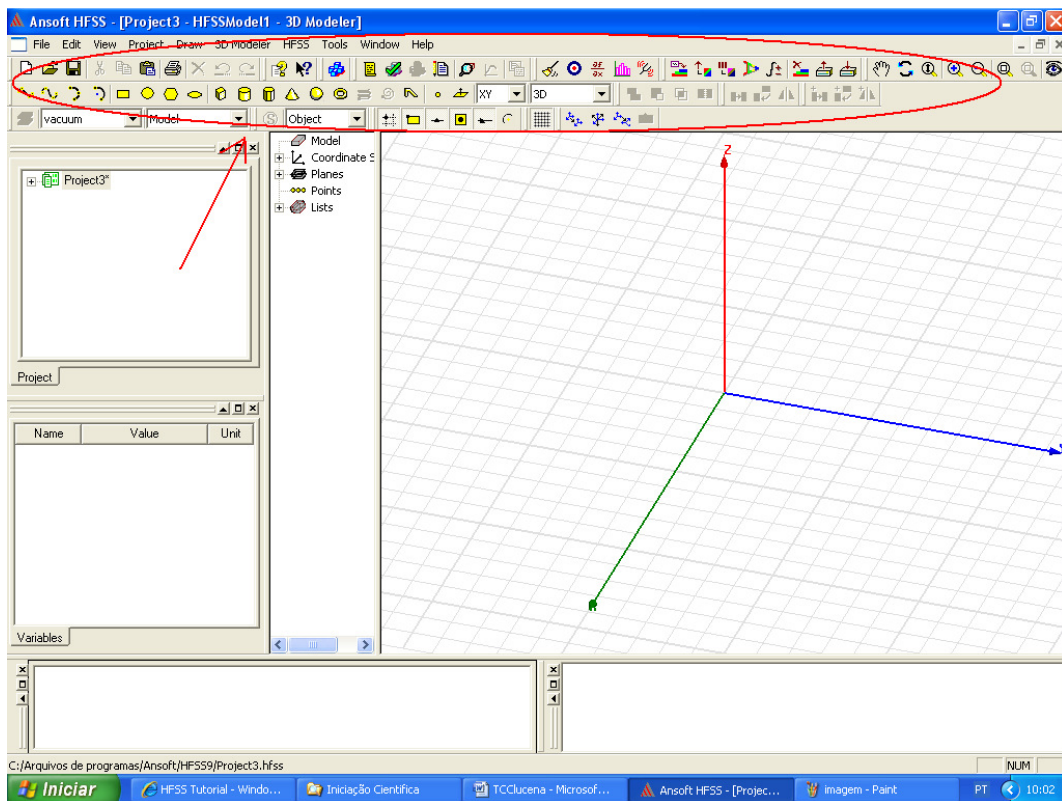 Ansoft HFSS - [Project3 - HFSSModel1 - 3D Modeler]
File Edit View Project Draw 3D Modeler HFSS Tools Window Help
XY 3D
vacuum Model Object
Model
Coordinate S
Planes
Points
Lists
Project3*
Project
Name Value Unit
Variables
Z
C:/Arquivos de programas/Ansoft/HFSS9/Project3.hfss
NUM
Iniciar HFSS Tutorial - Windo... Iniciação Cientifica TCClucena - Microsof... Ansoft HFSS - [Projec... imagem - Paint PT 10:02